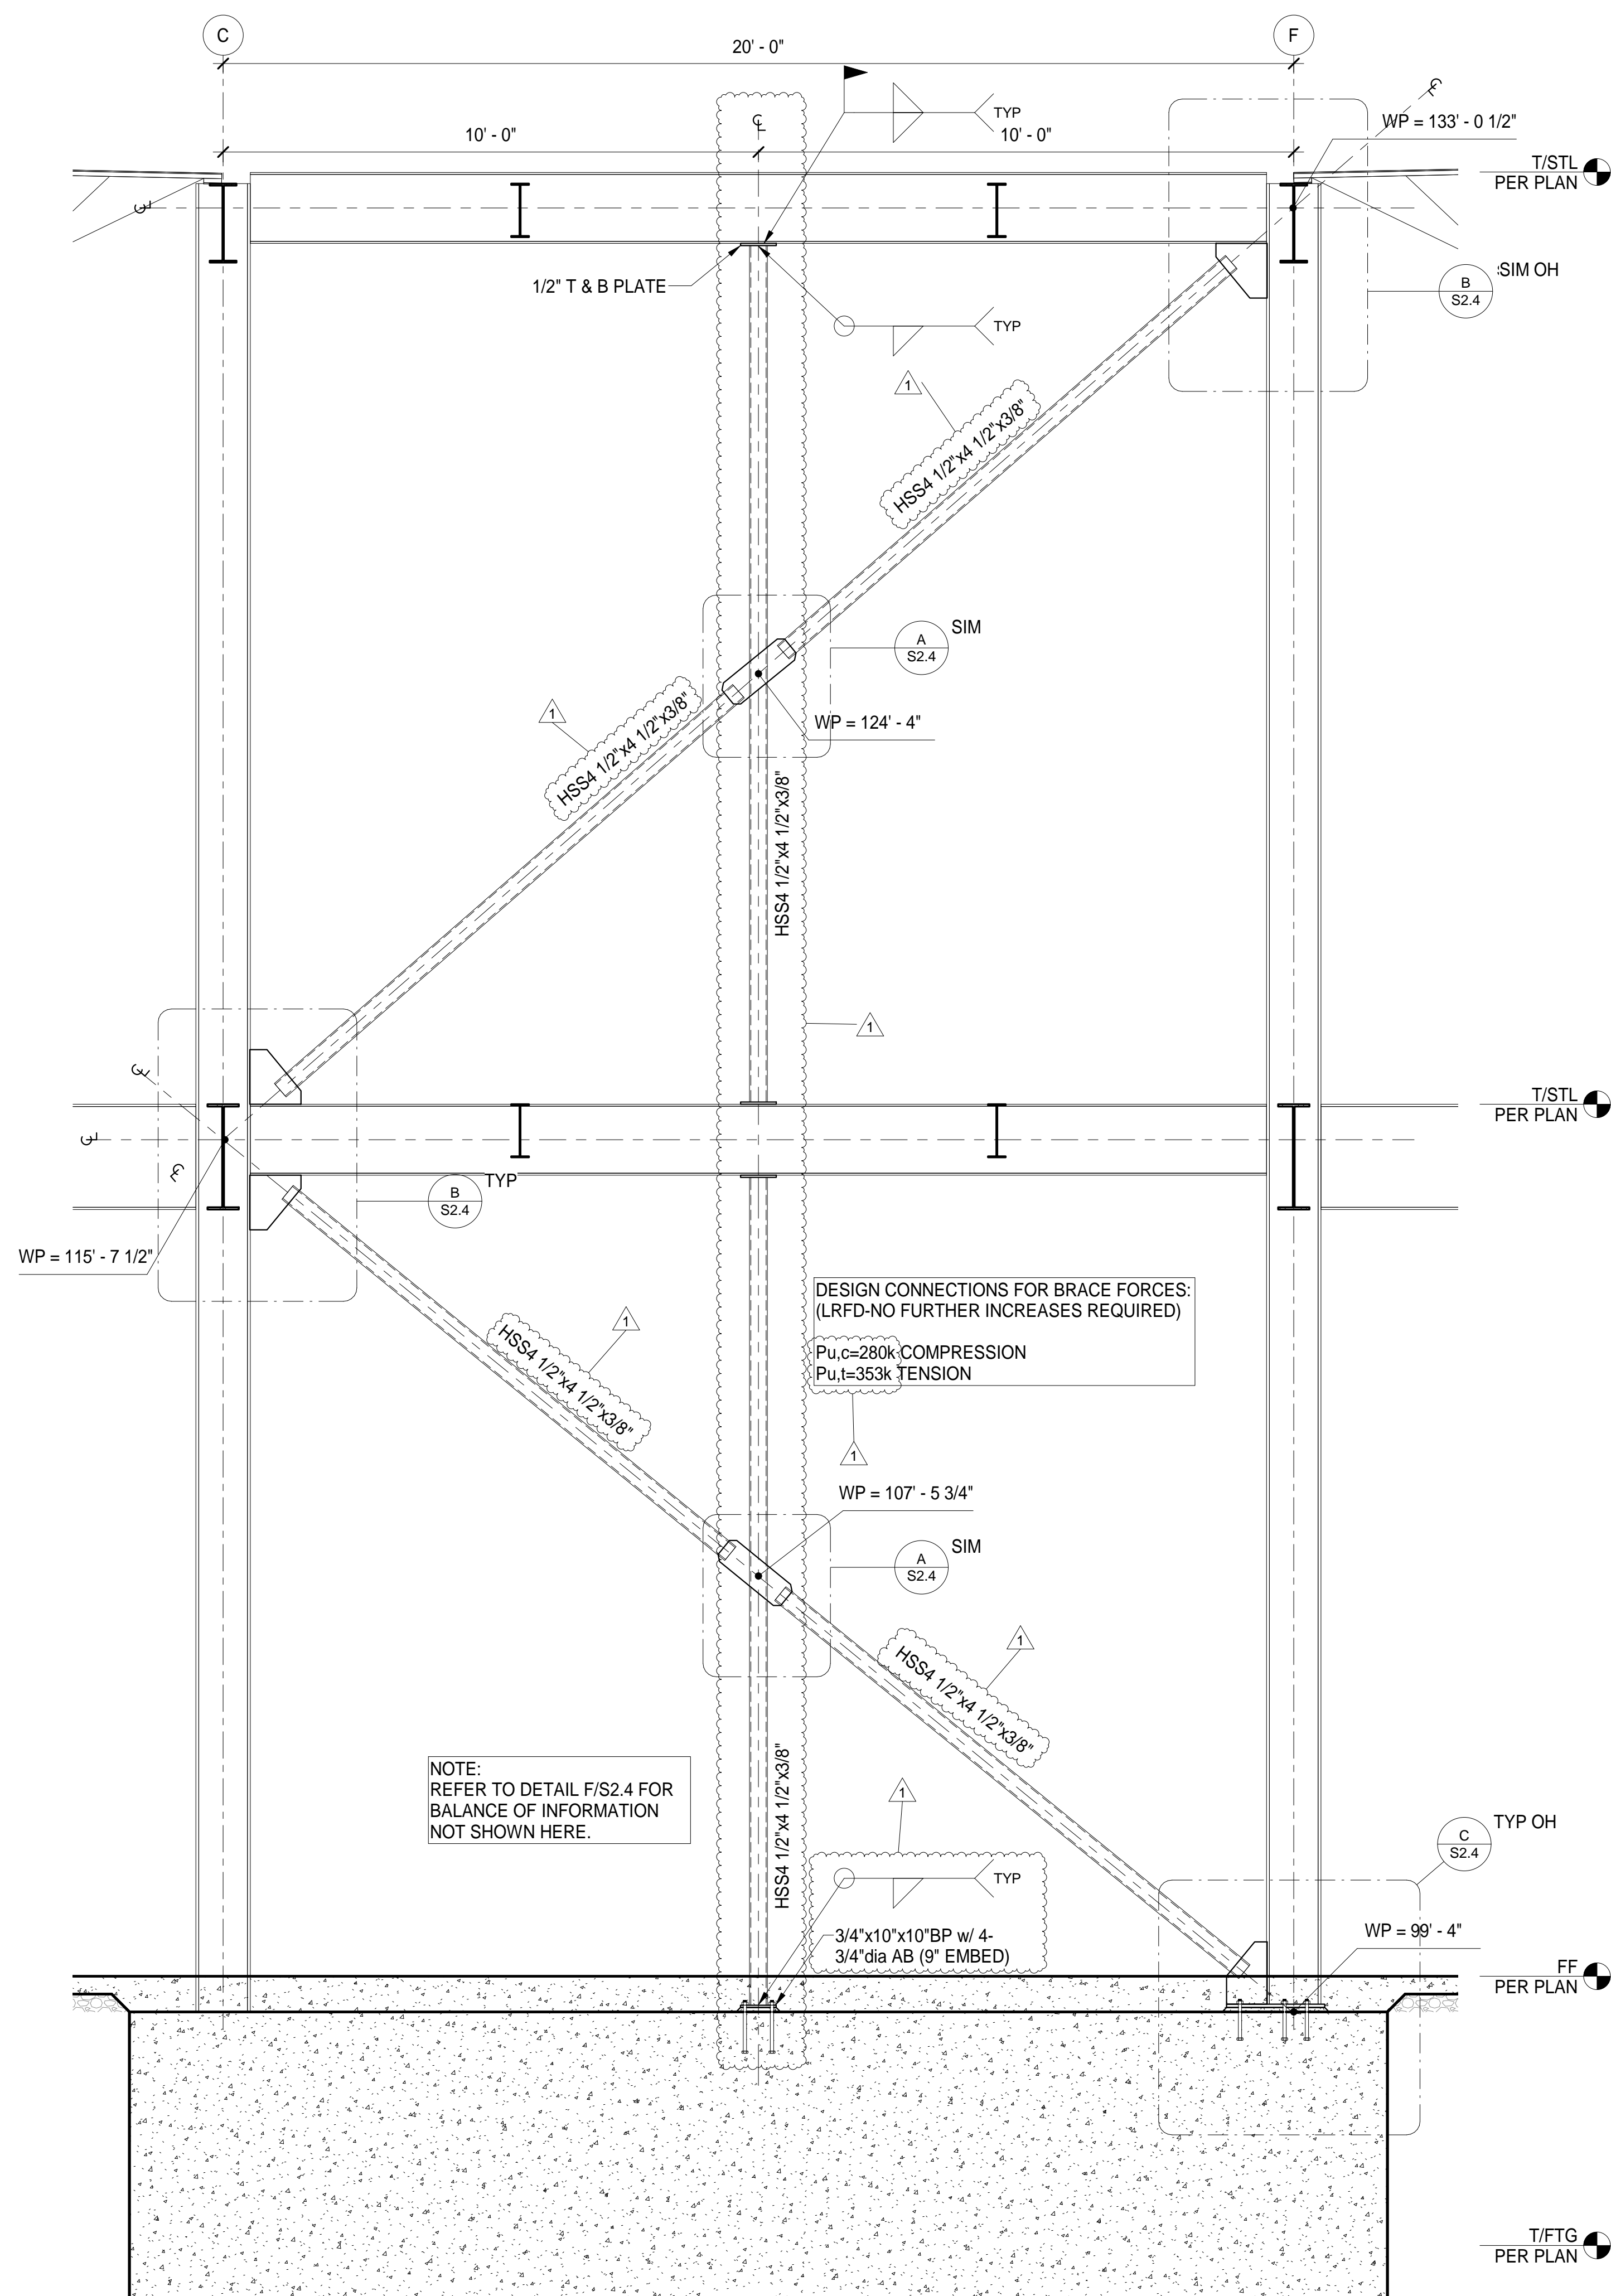 C
F
20' - 0"
TYP
10' - 0"
10' - 0"
WP = 133' - 0 1/2"
T/STL
PER PLAN
1/2" T & B PLATE
SIM OH
B
S2.4
TYP
1
HSS4 1/2"x4 1/2"x3/8"
A
S2.4
SIM
WP = 124' - 4"
1
HSS4 1/2"x4 1/2"x3/8"
HSS4 1/2"x4 1/2"x3/8"
1
T/STL
PER PLAN
B
S2.4
TYP
WP = 115' - 7 1/2"
DESIGN CONNECTIONS FOR BRACE FORCES:
(LRFD-NO FURTHER INCREASES REQUIRED)
Pu,c=280k COMPRESSION
Pu,t=353k TENSION
1
1
HSS4 1/2"x4 1/2"x3/8"
WP = 107' - 5 3/4"
A
S2.4
SIM
1
HSS4 1/2"x4 1/2"x3/8"
NOTE:
REFER TO DETAIL F/S2.4 FOR
BALANCE OF INFORMATION
NOT SHOWN HERE.
HSS4 1/2"x4 1/2"x3/8"
1
TYP
3/4"x10"x10"BP w/ 4-
3/4"dia AB (9" EMBED)
C
S2.4
TYP OH
WP = 99' - 4"
FF
PER PLAN
T/FTG
PER PLAN